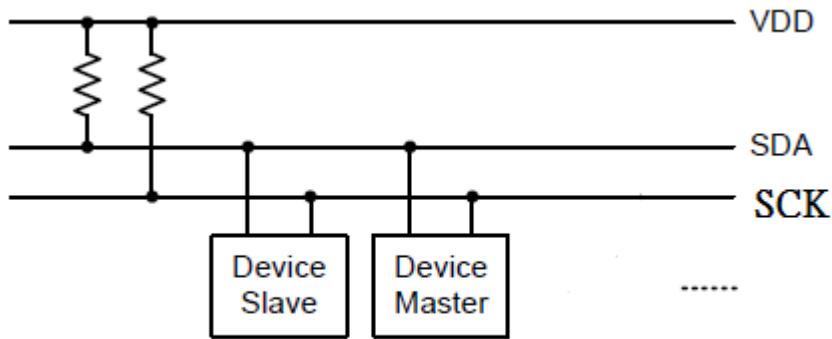 VDD
SDA
SCK
Device
Slave
Device
Master
......